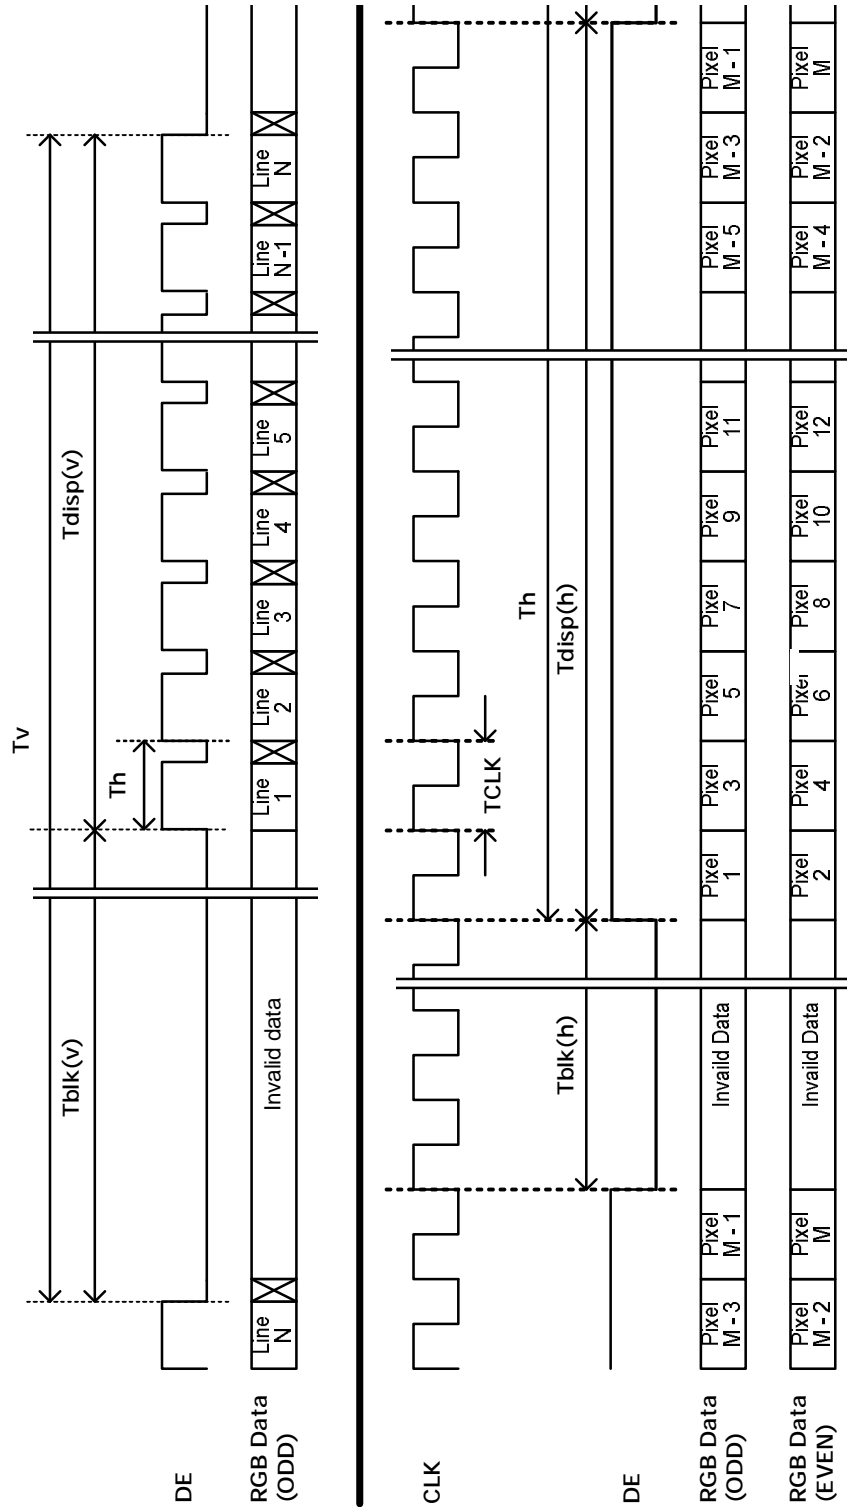 Tv
Tblk(v)
Tdisp(v)
Th
DE
RGB Data
(ODD)
Line
N
Invalid data
Line
1
Line
2
Line
3
Line
4
Line
5
Line
N-1
Line
N
CLK
TCLK
Th
Tblk(h)
Tdisp(h)
DE
RGB Data
(ODD)
Pixel
M - 3
Pixel
M - 1
Invaild Data
Pixel
1
Pixel
3
Pixel
5
Pixel
7
Pixel
9
Pixel
11
Pixel
M - 5
Pixel
M - 3
Pixel
M - 1
RGB Data
(EVEN)
Pixel
M - 2
Pixel
M
Invaild Data
Pixel
2
Pixel
4
Pixel
6
Pixel
8
Pixel
10
Pixel
12
Pixel
M - 4
Pixel
M - 2
Pixel
M